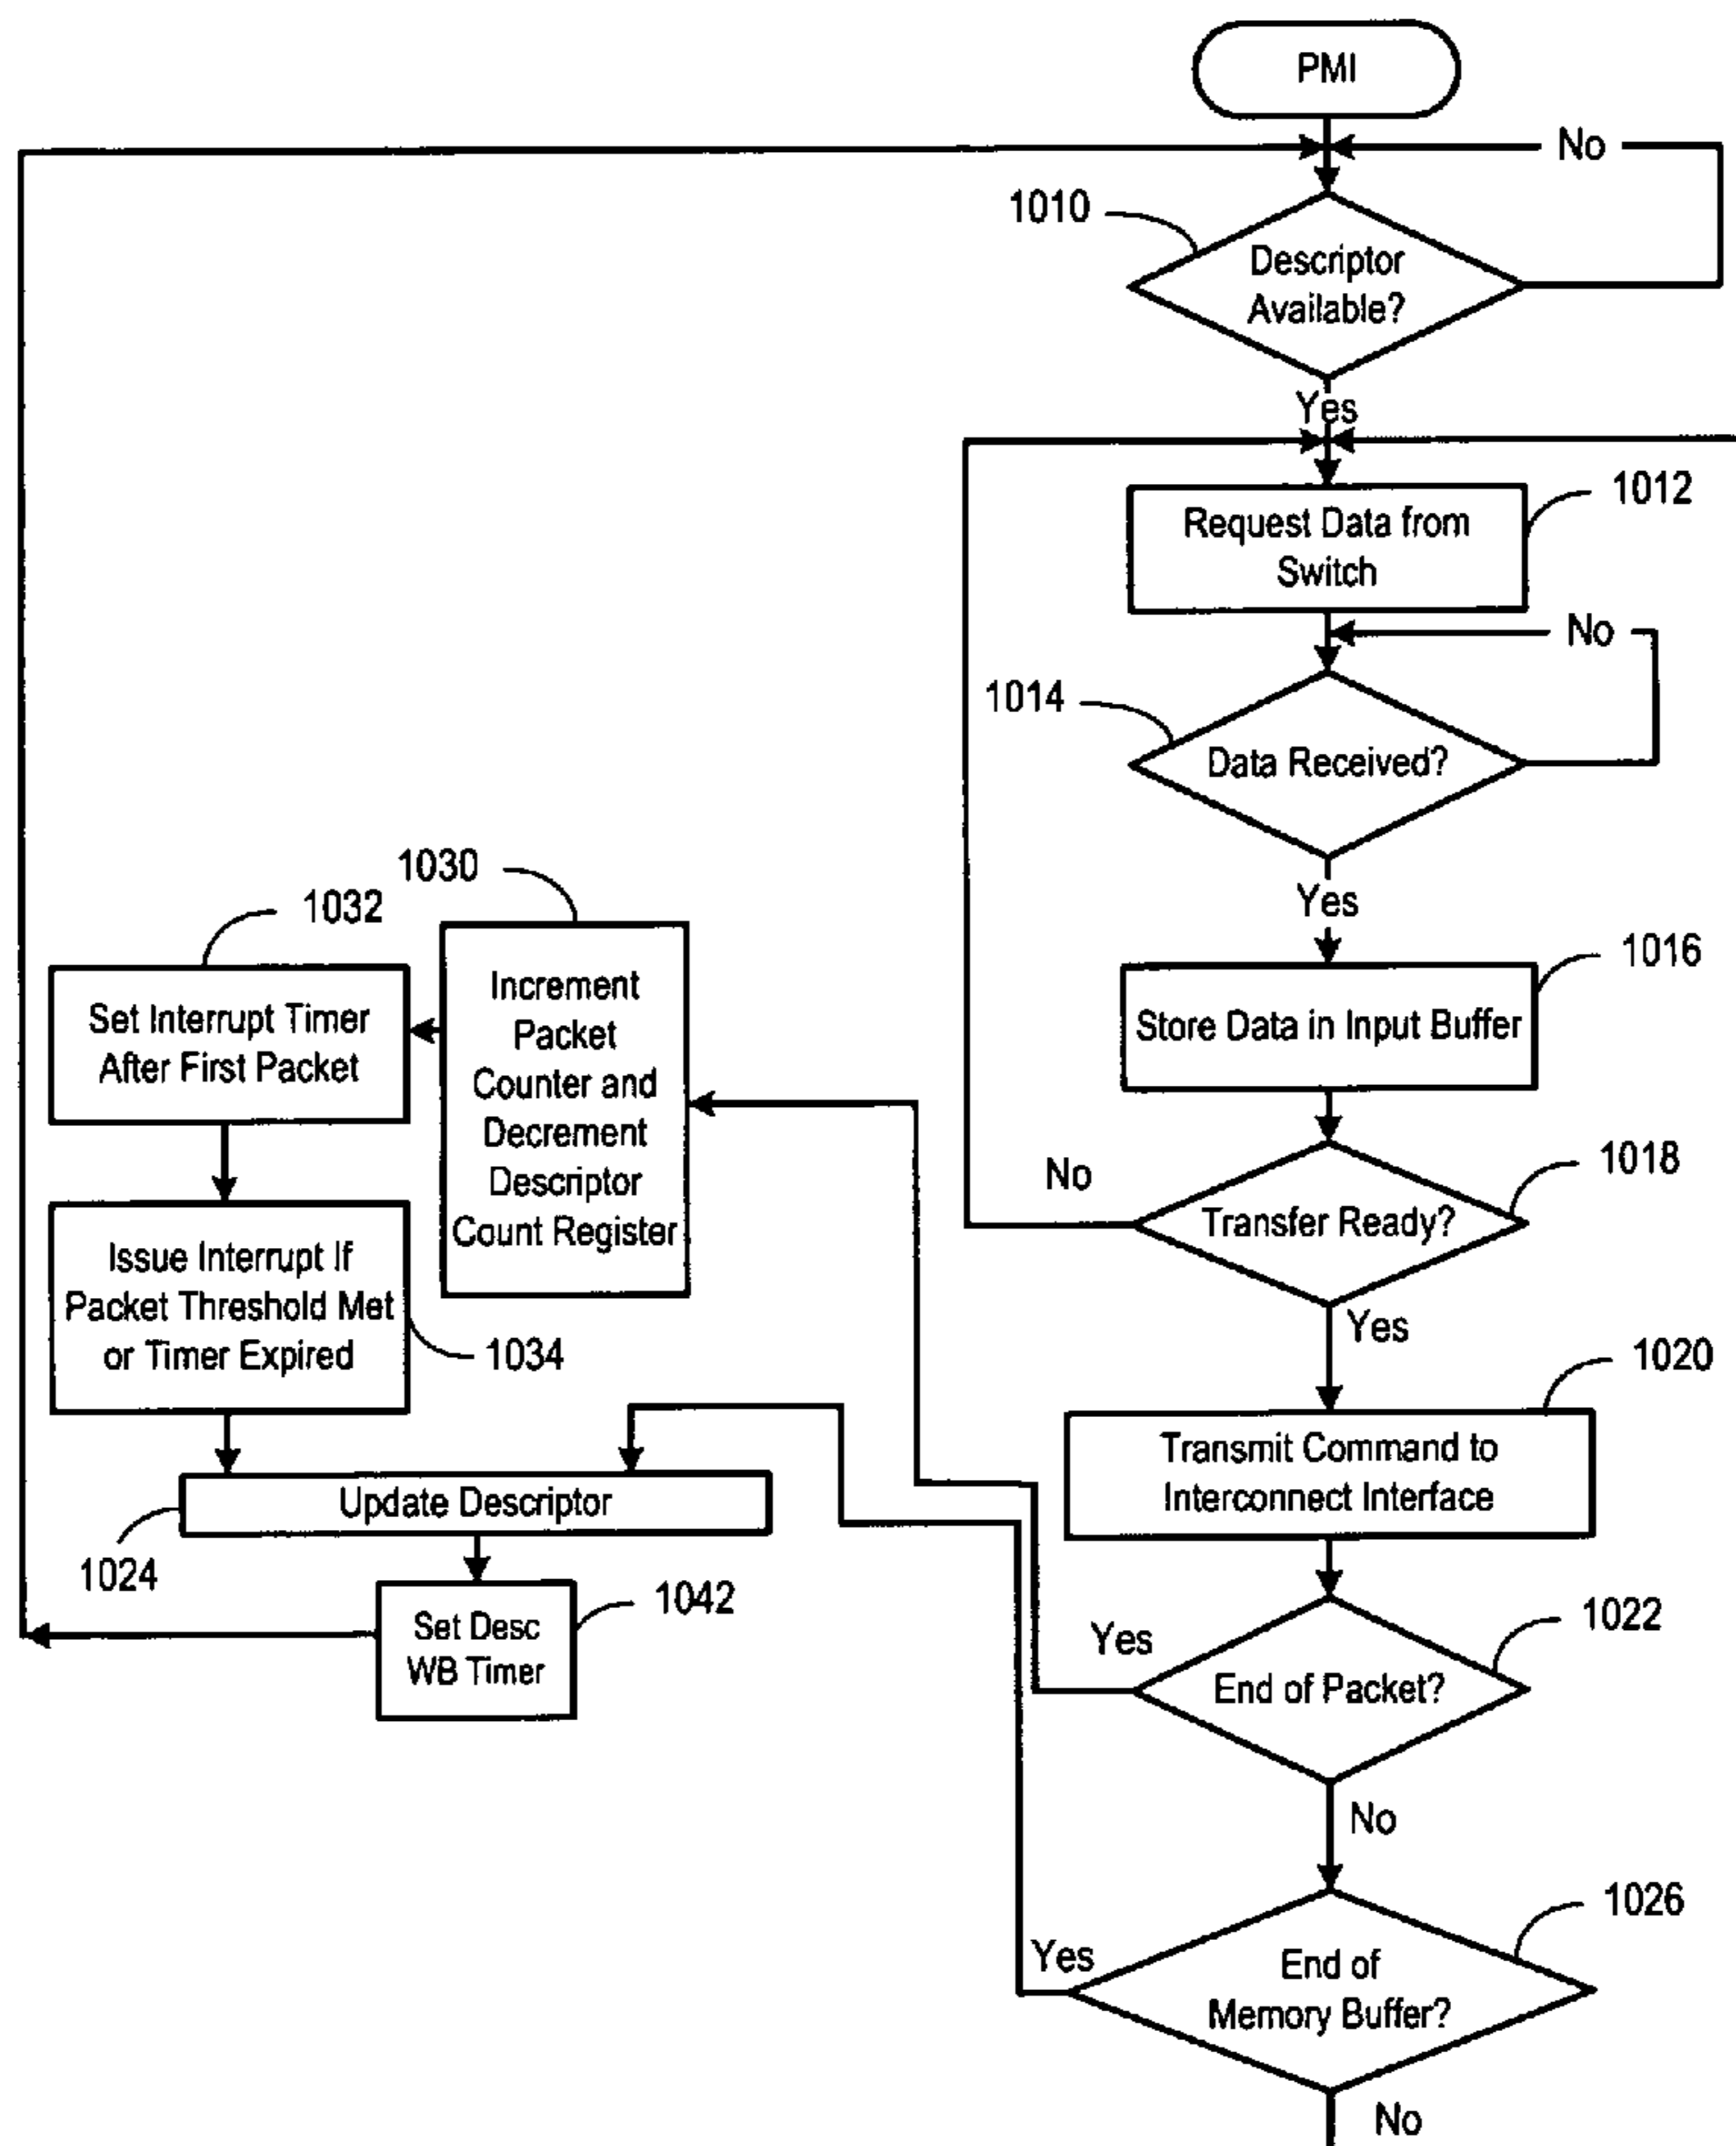 PMI
No
1010
Descriptor
Available?
Yes
1012
Request Data from
Switch
No
1014
Data Received?
Yes
1016
Store Data in Input Buffer
1018
No
Transfer Ready?
Yes
1020
Transmit Command to
Interconnect Interface
1022
Yes
End of Packet?
No
1026
Yes
End of
Memory Buffer?
No
1030
Increment
Packet
Counter and
Decrement
Descriptor
Count Register
1032
Set Interrupt Timer
After First Packet
Issue Interrupt If
Packet Threshold Met
or Timer Expired
1034
Update Descriptor
1024
1042
Set Desc
WB Timer